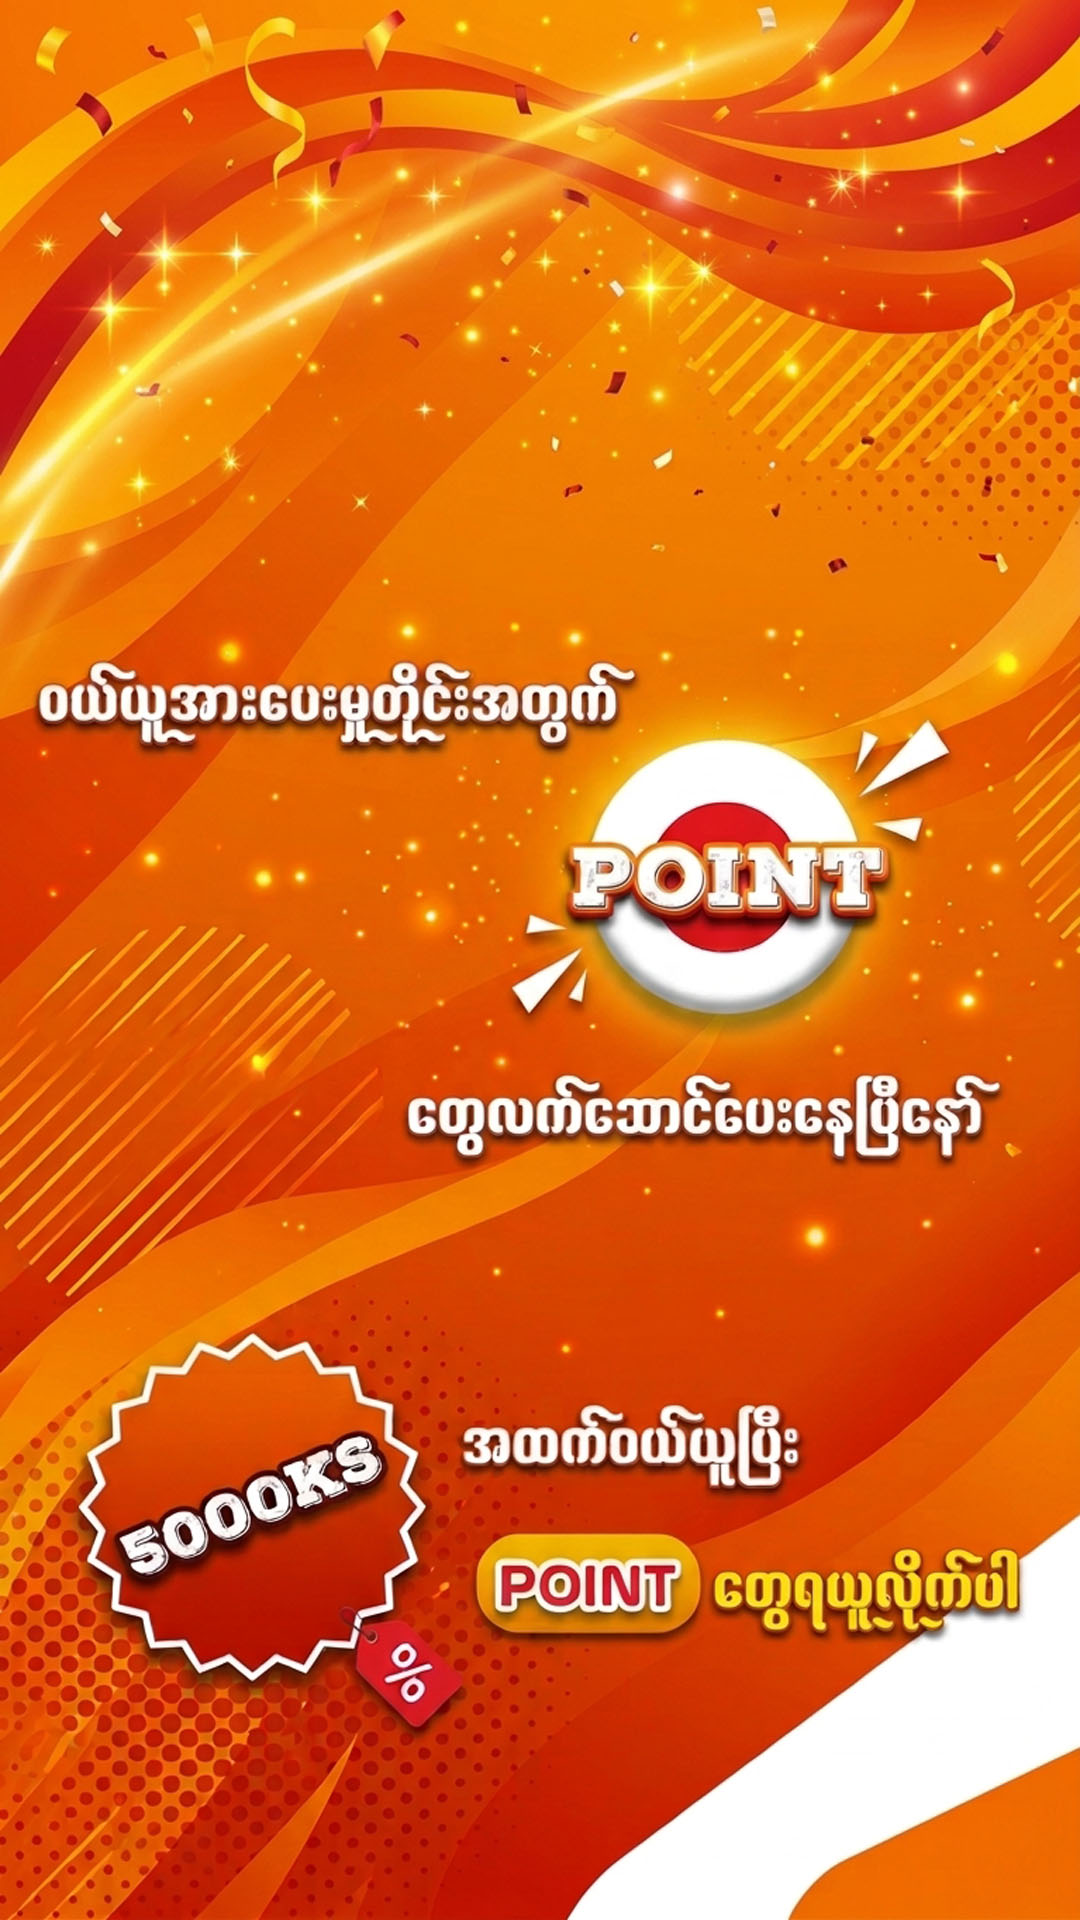 ဝယ်ယူအားပေးမှုတိုင်းအတွက်
POINT
တွေလက်ဆောင်ပေးနေပြီနော်
5000KS
အထက်ဝယ်ယူပြီး
%
POINT တွေရယူလိုက်ပါ